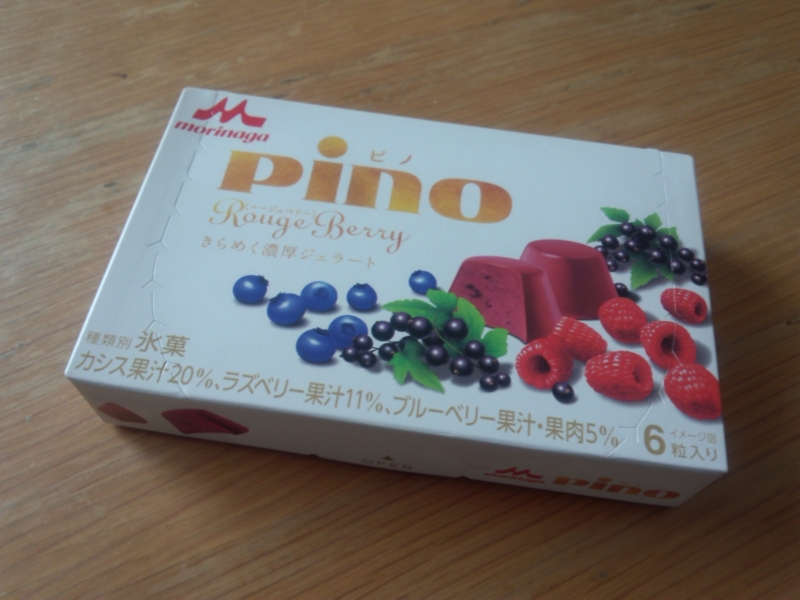 morinaga
ピノ
pino
ルージュベリー
Rouge Berry
きらめく濃厚ジェラート
種類別 氷菓
カシス果汁20%、ラズベリー果汁11%、ブルーベリー果汁・果肉5%
イメージ図
6粒入り
OPEN
morinaga
pino